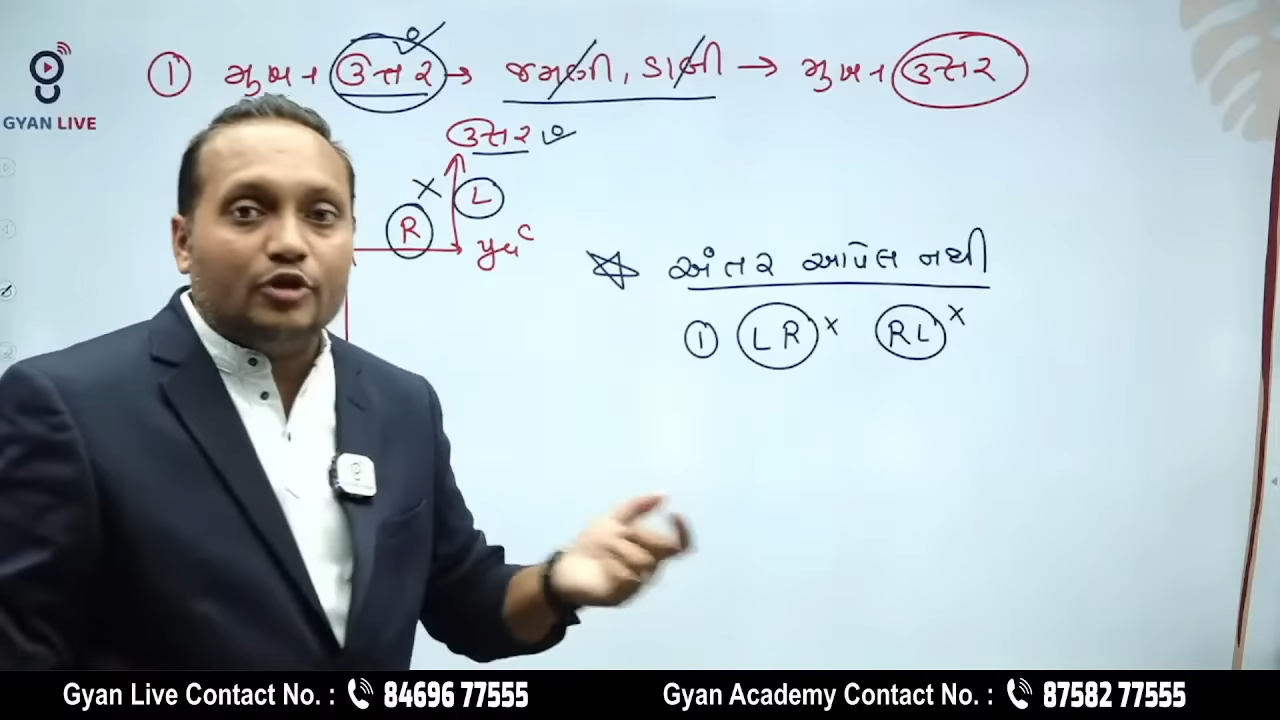 ① મુખ → ઉત્તર → જમણી, ડાબી → મુખ → ઉત્તર
GYAN LIVE
ઉત્તર
× L
R
પૂર્વ
☆ અંતર આપેલ નથી
① LR × RL ×
Gyan Live Contact No. : 84696 77555 Gyan Academy Contact No. : 87582 77555